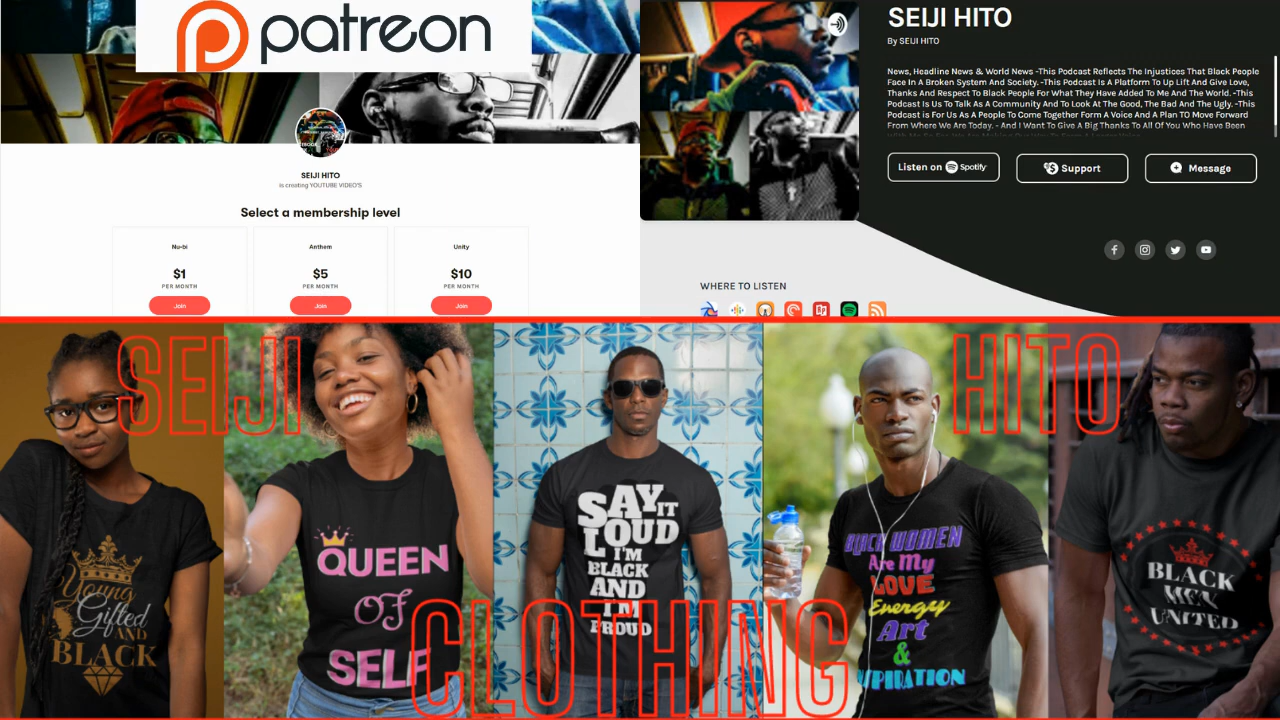 patreon
SEIJI HITO
is creating YOUTUBE VIDEO'S
Select a membership level
Nu-bi
$1
PER MONTH
Join
Anthem
$5
PER MONTH
Join
Unity
$10
PER MONTH
Join
SEIJI HITO
By SEIJI HITO
News, Headline News & World News -This Podcast Reflects The Injustices That Black People
Face In A Broken System And Society. -This Podcast Is A Platform To Up Lift And Give Love,
Thanks And Respect To Black People For What They Have Added To Me And The World. -This
Podcast Is Us To Talk As A Community And To Look At The Good, The Bad And The Ugly. -This
Podcast is For Us As A People To Come Together Form A Voice And A Plan TO Move Forward
From Where We Are Today. - And I Want To Give A Big Thanks To All Of You Who Have Been
Listen on Spotify
Support
Message
WHERE TO LISTEN
SEIJI
HITO
CLOTHING
Young
Gifted
AND
BLACK
QUEEN
OF
SELF
SAY IT
LOUD
I'M
BLACK
AND
I'M
PROUD
BLACK WOMEN
Are My
LOVE
Energy
Art
&
INSPIRATION
BLACK
MEN
UNITED